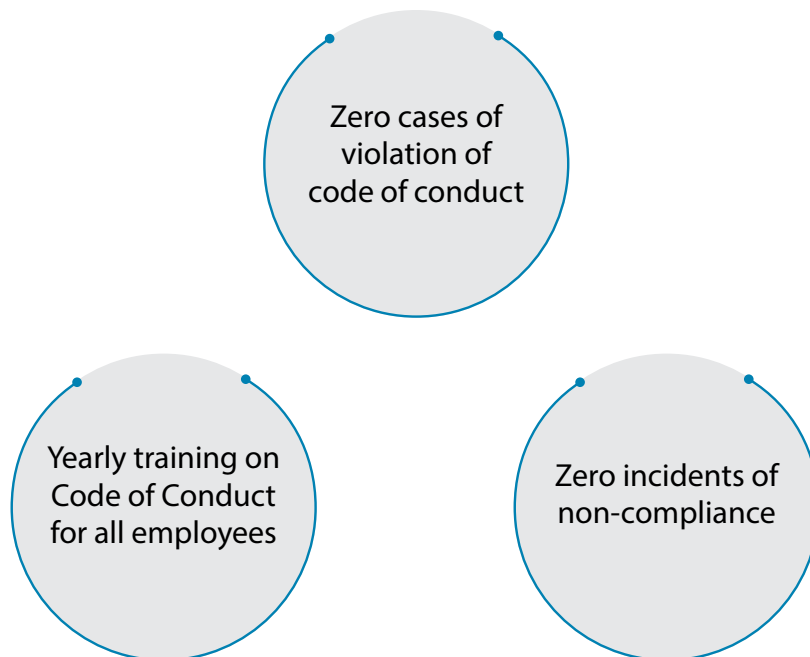 Zero cases of
violation of
code of conduct
Yearly training on
Code of Conduct
for all employees
Zero incidents of
non-compliance